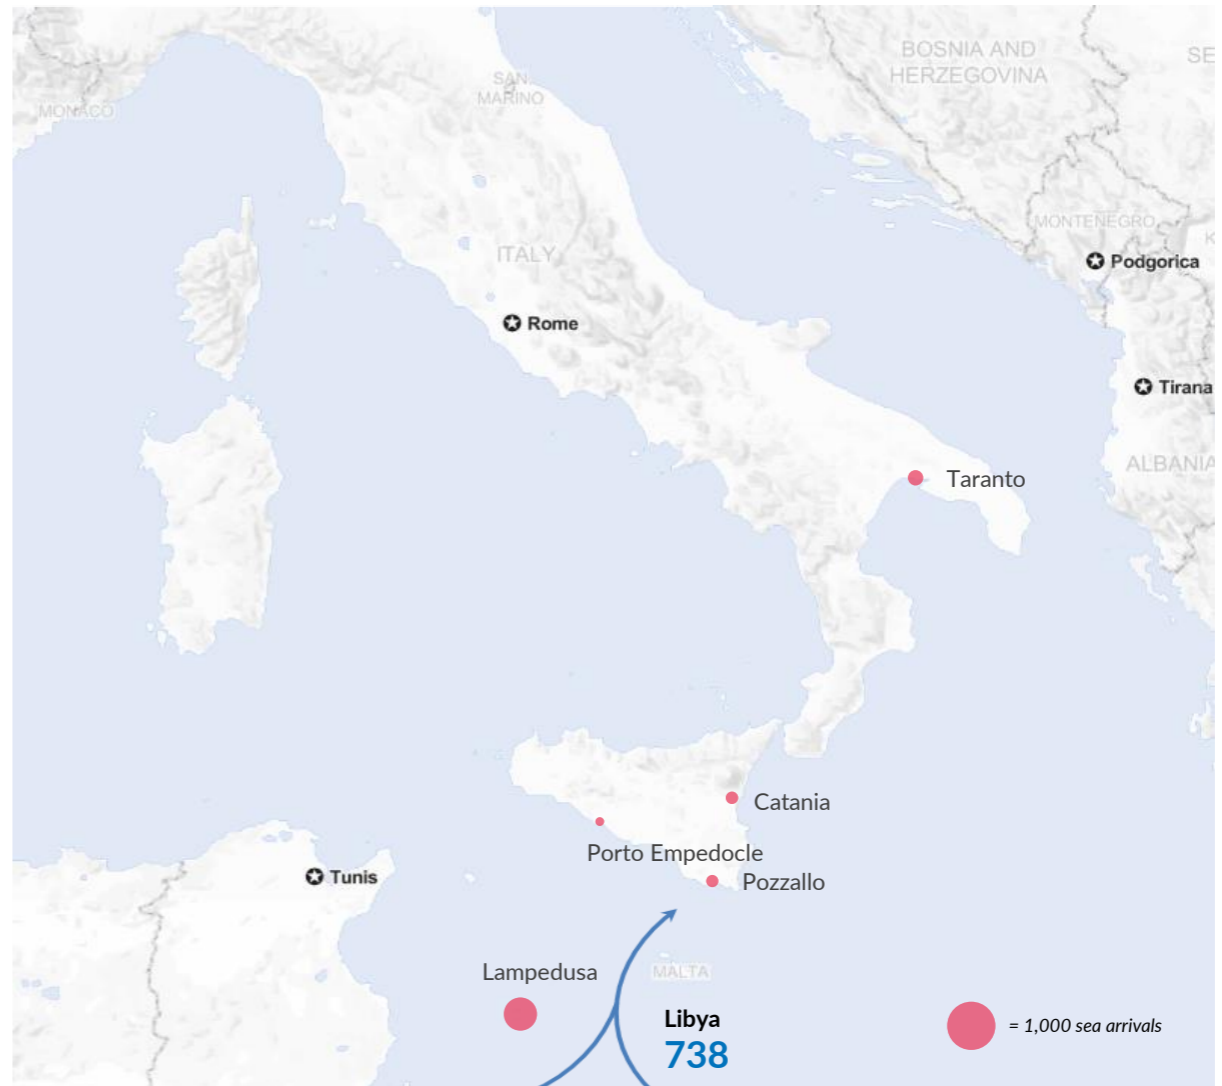 BOSNIA AND
HERZEGOVINA
SE
SAN
MARINO
MONACO
MONTENEGRO
K
Podgorica
ITALY
Rome
Tirana
ALBANIA
Taranto
Catania
Porto Empedocle
Tunis
Pozzallo
Lampedusa
MALTA
Libya
738
= 1,000 sea arrivals